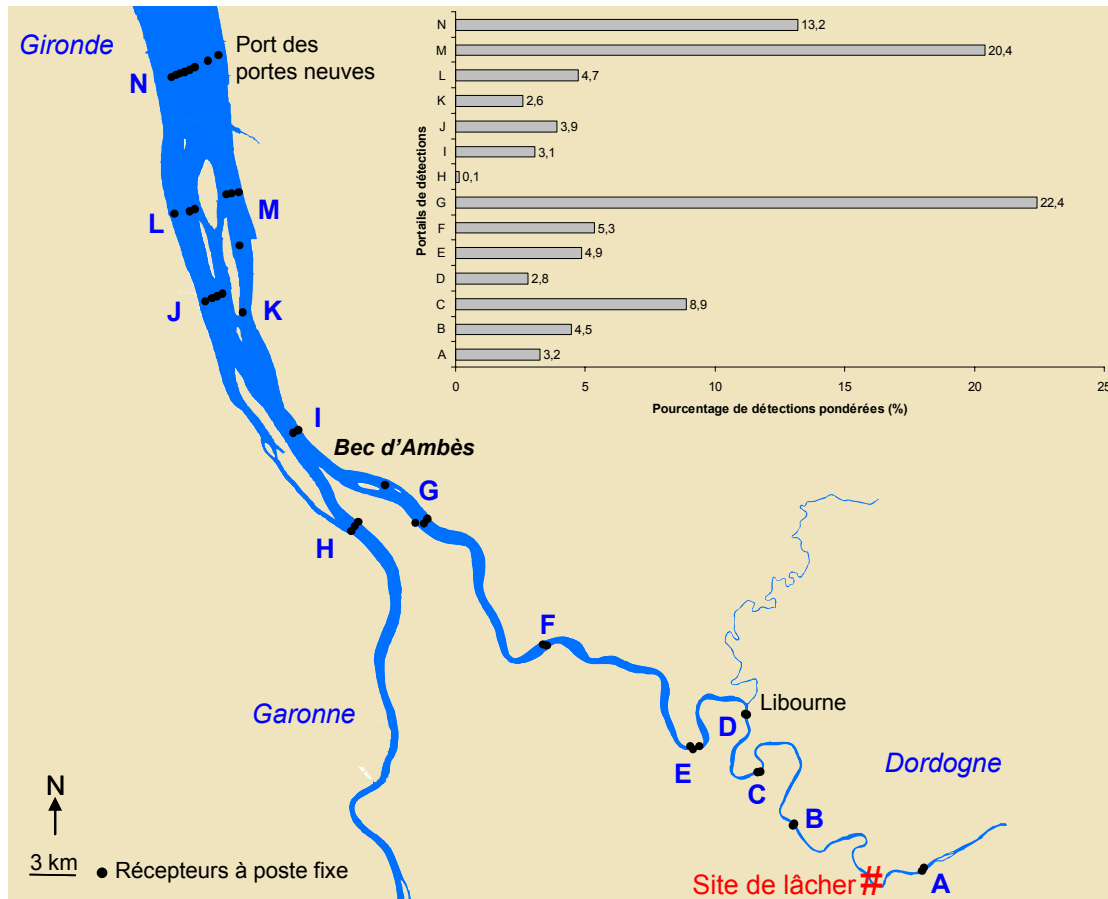 Gironde
Port des
portes neuves
N
L
M
J
K
I
Bec d'Ambès
G
H
F
Garonne
Libourne
D
E
C
Dordogne
B
A
Site de lâcher #
N
3 km
Récepteurs à poste fixe
Portails de détections
N 13,2
M 20,4
L 4,7
K 2,6
J 3,9
I 3,1
H 0,1
G 22,4
F 5,3
E 4,9
D 2,8
C 8,9
B 4,5
A 3,2
0 5 10 15 20 25
Pourcentage de détections pondérées (%)